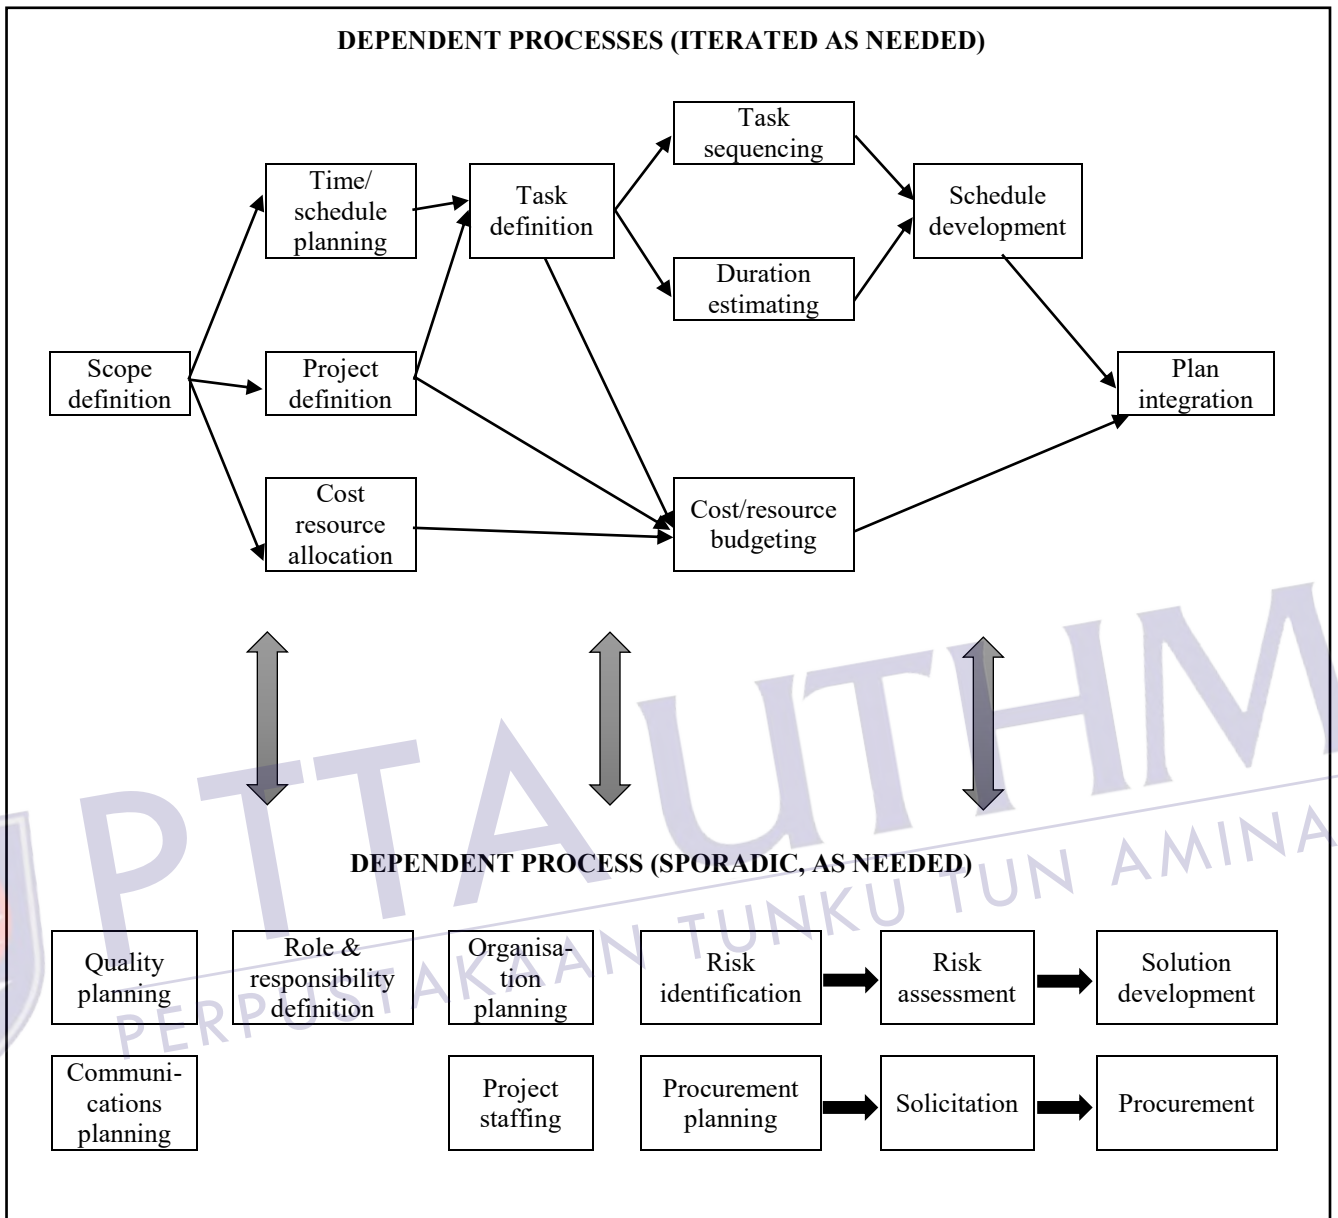 DEPENDENT PROCESSES (ITERATED AS NEEDED)
Task
sequencing
Time/
schedule
planning
Task
definition
Schedule
development
Duration
estimating
Scope
definition
Project
definition
Plan
integration
Cost
resource
allocation
Cost/resource
budgeting
PTTA UTHM
PERPUSTAKAAN TUNKU TUN AMINA
DEPENDENT PROCESS (SPORADIC, AS NEEDED)
Quality
planning
Role &
responsibility
definition
Organisa-
tion
planning
Risk
identification
Risk
assessment
Solution
development
Communi-
cations
planning
Project
staffing
Procurement
planning
Solicitation
Procurement